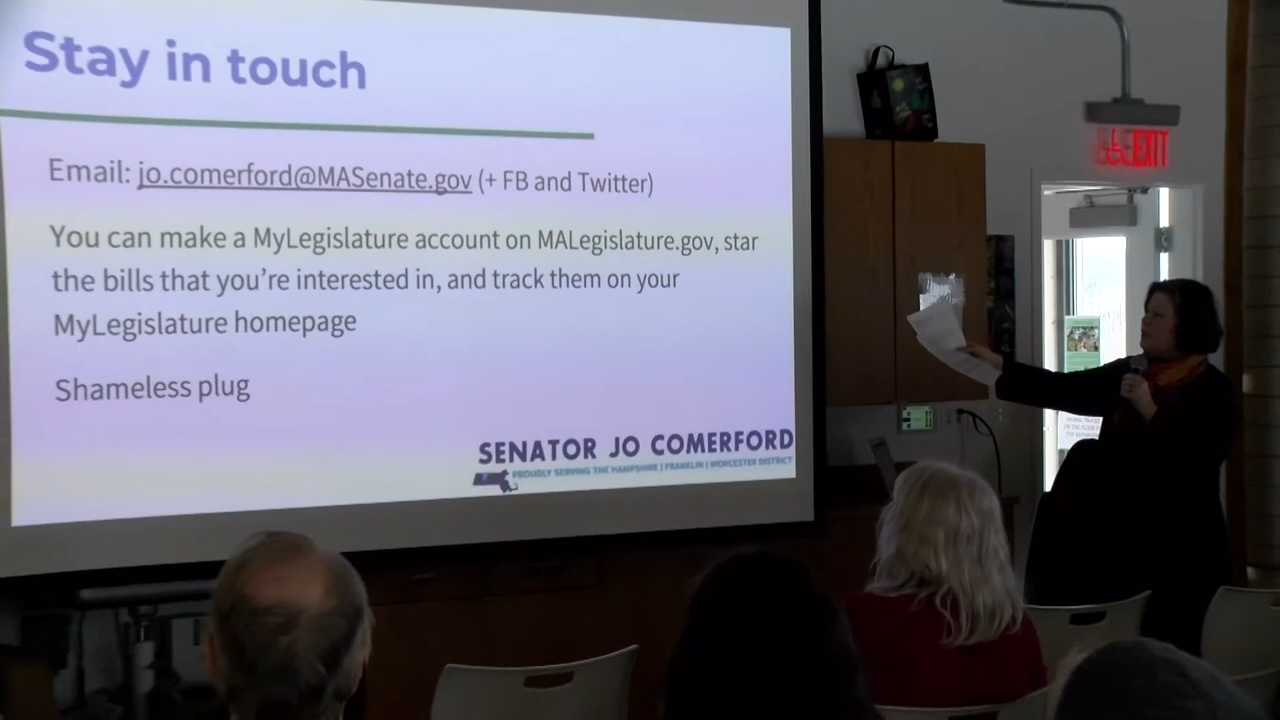 Stay in touch
Email: jo.comerford@MASenate.gov (+ FB and Twitter)
You can make a MyLegislature account on MALegislature.gov, star
the bills that you're interested in, and track them on your
MyLegislature homepage
Shameless plug
SENATOR JO COMERFORD
PROUDLY SERVING THE HAMPSHIRE | FRANKLIN | WORCESTER DISTRICT
EXIT